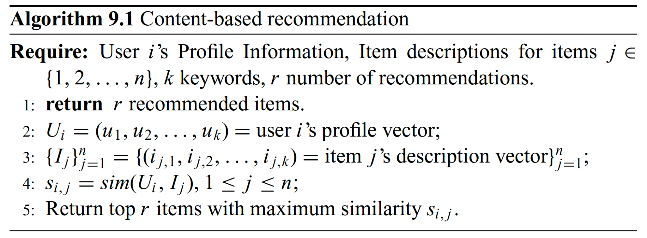 Algorithm 9.1 Content-based recommendation
Require: User i's Profile Information, Item descriptions for items j ∈
{1, 2, . . . , n}, k keywords, r number of recommendations.
1: return r recommended items.
2: U_i = (u_1, u_2, . . . , u_k) = user i's profile vector;
3: {I_j}_{j=1}^n = {(i_{j,1}, i_{j,2}, . . . , i_{j,k}) = item j's description vector}_{j=1}^n;
4: s_{i,j} = sim(U_i, I_j), 1 ≤ j ≤ n;
5: Return top r items with maximum similarity s_{i,j}.